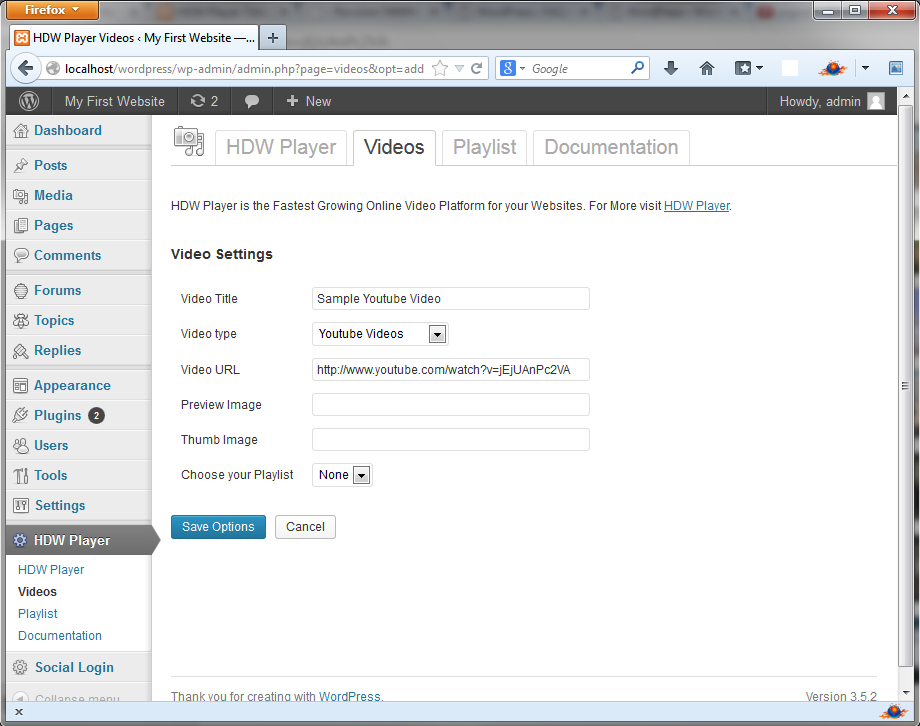 Firefox
HDW Player Videos ‹ My First Website —...
localhost/wordpress/wp-admin/admin.php?page=videos&opt=add
Google
My First Website 2 + New Howdy, admin
Dashboard
Posts
Media
Pages
Comments
Forums
Topics
Replies
Appearance
Plugins 2
Users
Tools
Settings
HDW Player
HDW Player
Videos
Playlist
Documentation
Social Login
Collapse menu
HDW Player Videos Playlist Documentation
HDW Player is the Fastest Growing Online Video Platform for your Websites. For More visit HDW Player.
Video Settings
Video Title Sample Youtube Video
Video type Youtube Videos
Video URL http://www.youtube.com/watch?v=jEjUAnPc2VA
Preview Image
Thumb Image
Choose your Playlist None
Save Options Cancel
Thank you for creating with WordPress. Version 3.5.2